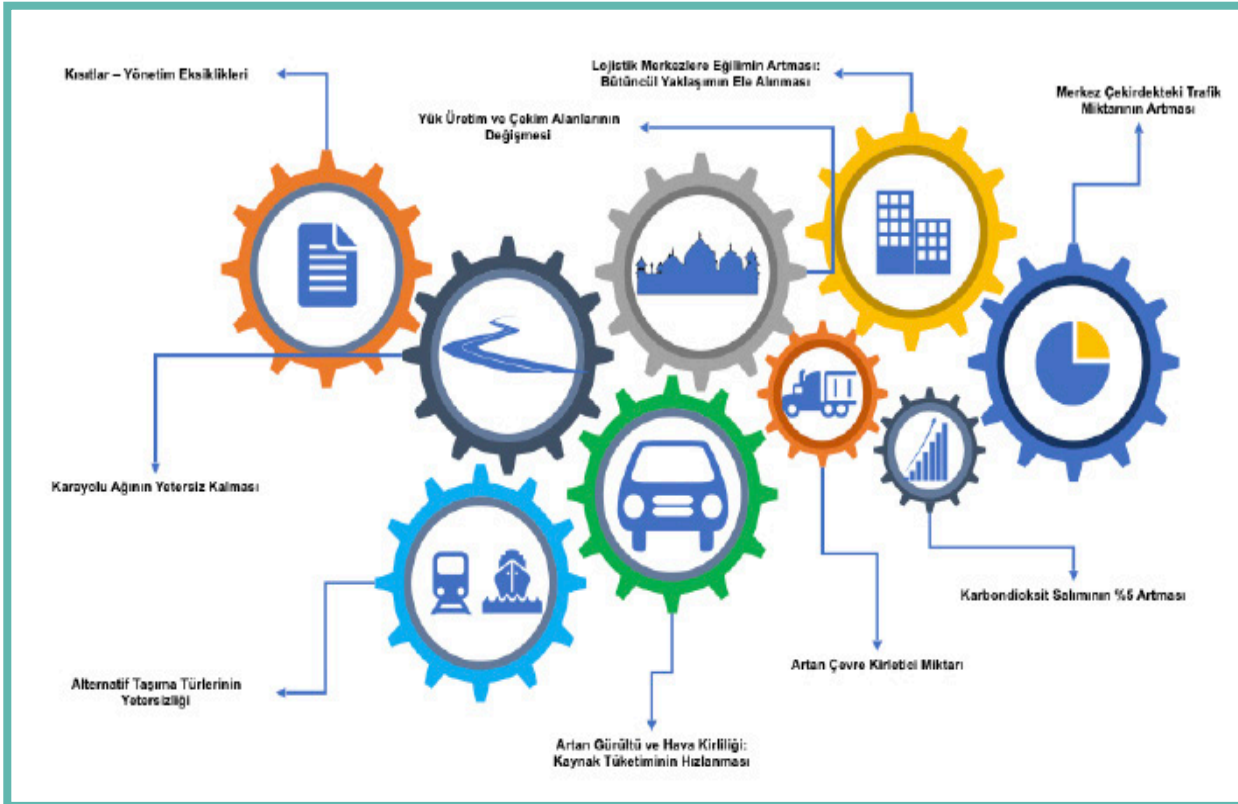 Kısıtlar – Yönetim Eksiklikleri
Lojistik Merkezlere Eğilimin Artması:
Bütüncül Yaklaşımın Ele Alınması
Merkez Çekirdekteki Trafik
Miktarının Artması
Yük Üretim ve Çekim Alanlarının
Değişmesi
Karayolu Ağının Yetersiz Kalması
Karbondioksit Salımının %5 Artması
Artan Çevre Kirletici Miktarı
Alternatif Taşıma Türlerinin
Yetersizliği
Artan Gürültü ve Hava Kirliliği:
Kaynak Tüketiminin Hızlanması